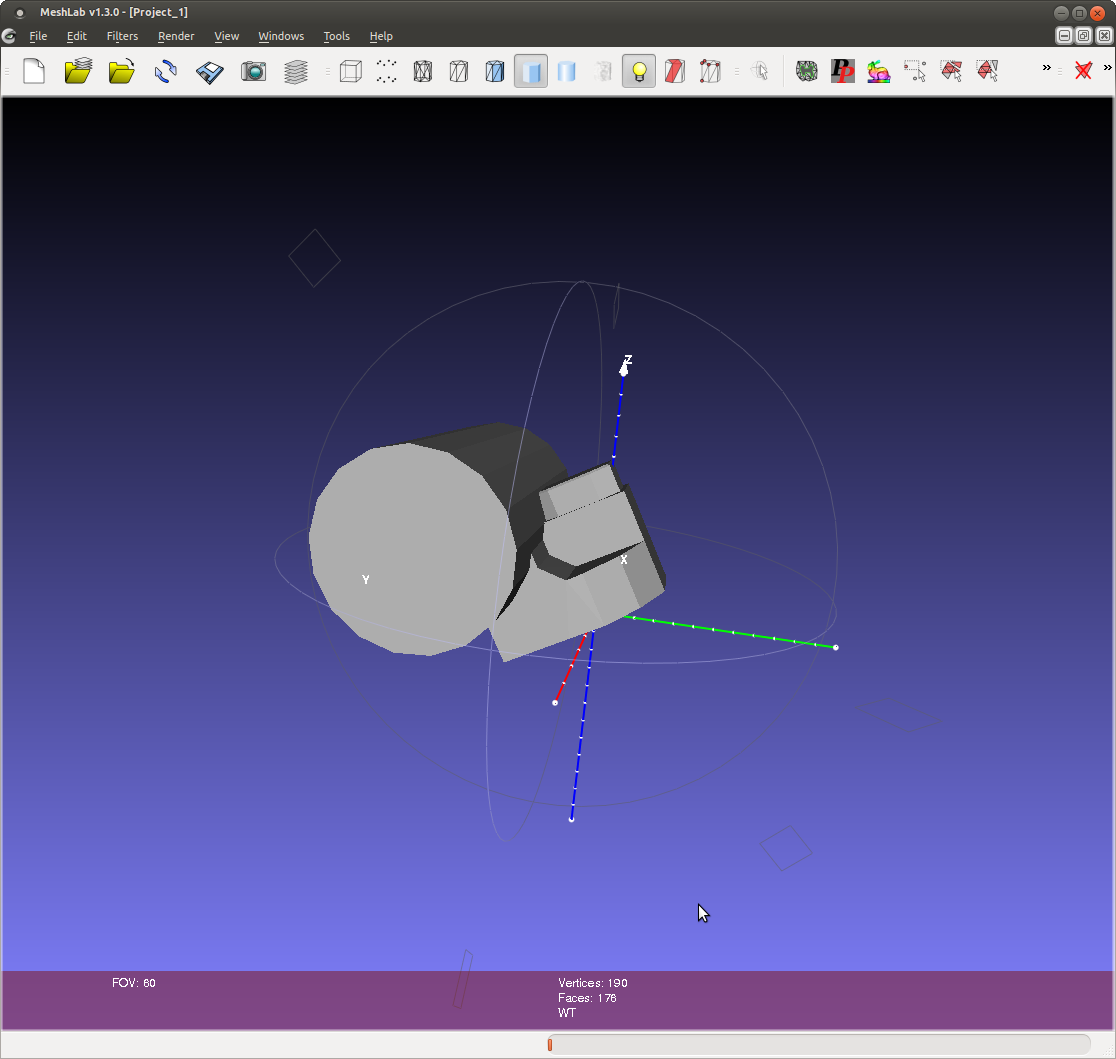 MeshLab v1.3.0 - [Project_1]
File Edit Filters Render View Windows Tools Help
PP
Z
X
Y
FOV: 60
Vertices: 190
Faces: 176
WT